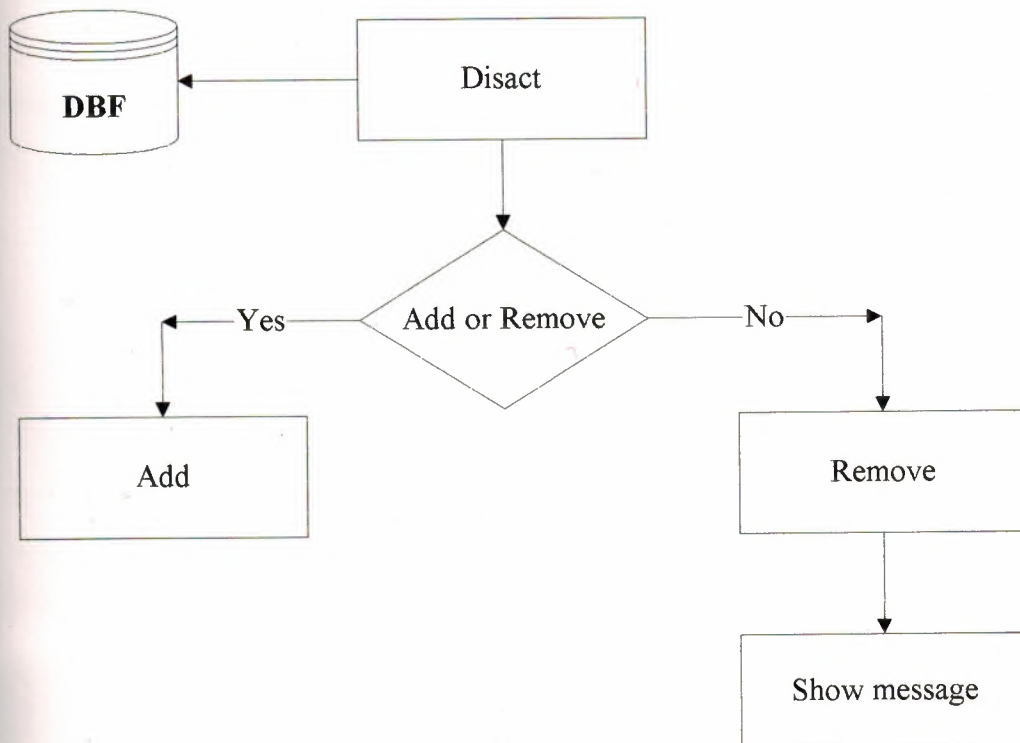 Disact
DBF
Add or Remove
Yes
No
Add
Remove
Show message